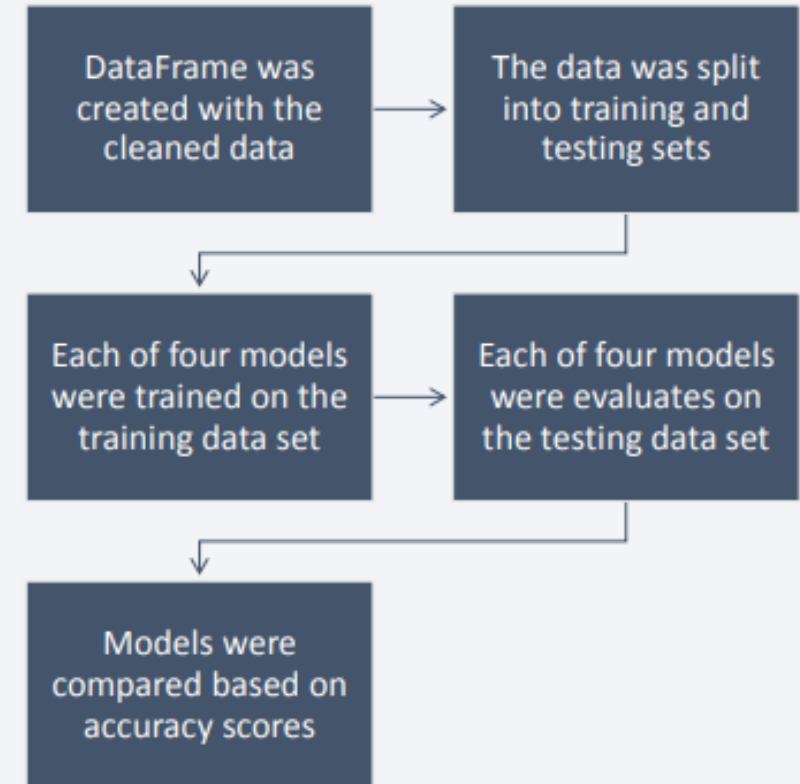 DataFrame was
created with the
cleaned data
The data was split
into training and
testing sets
Each of four models
were trained on the
training data set
Each of four models
were evaluates on
the testing data set
Models were
compared based on
accuracy scores